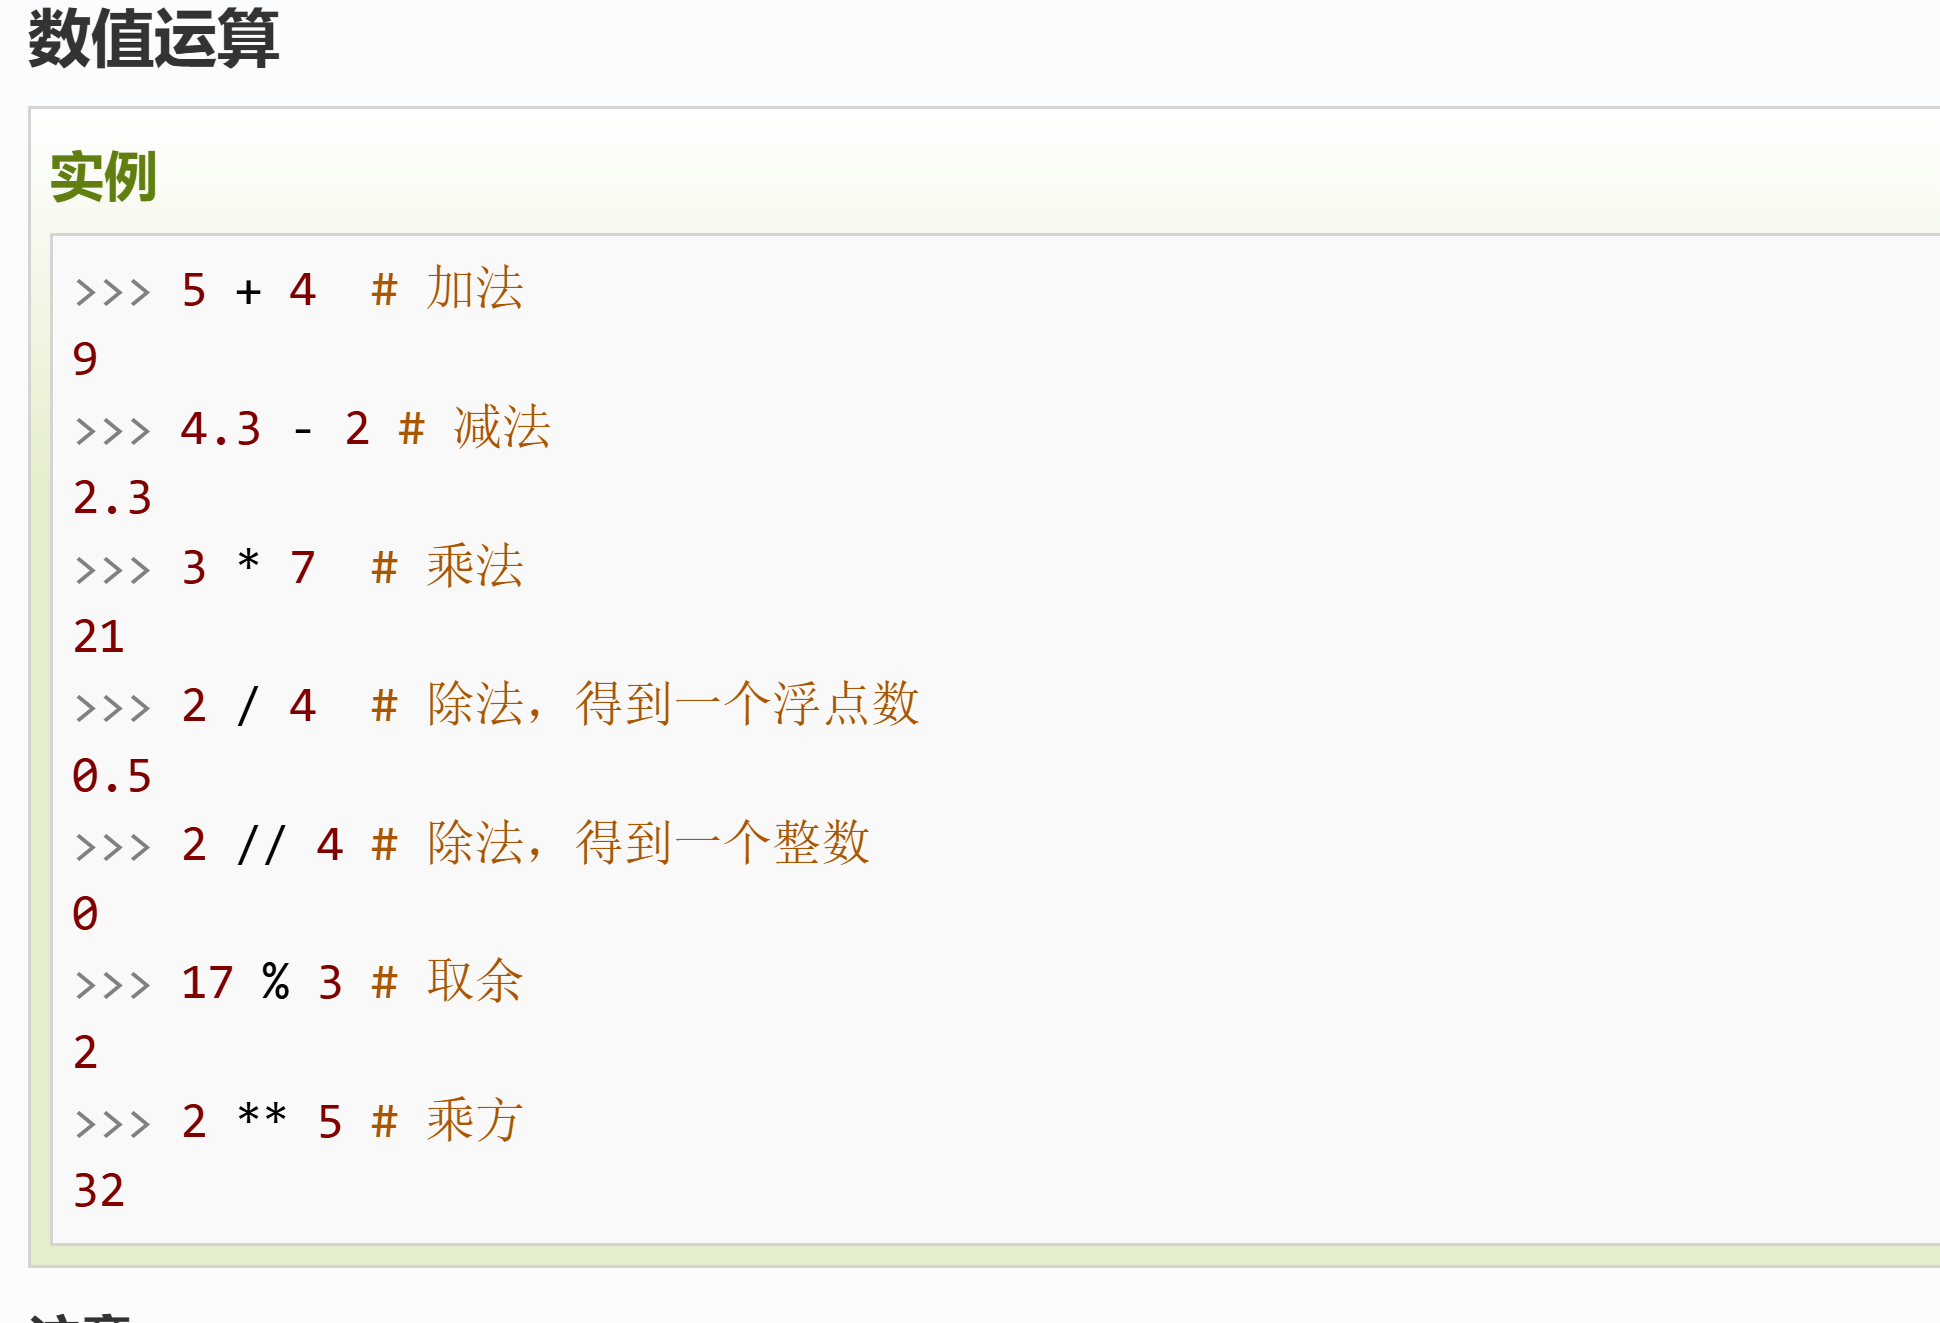 数值运算
实例
>>> 5 + 4  # 加法
9
>>> 4.3 - 2 # 减法
2.3
>>> 3 * 7  # 乘法
21
>>> 2 / 4  # 除法，得到一个浮点数
0.5
>>> 2 // 4 # 除法，得到一个整数
0
>>> 17 % 3 # 取余
2
>>> 2 ** 5 # 乘方
32